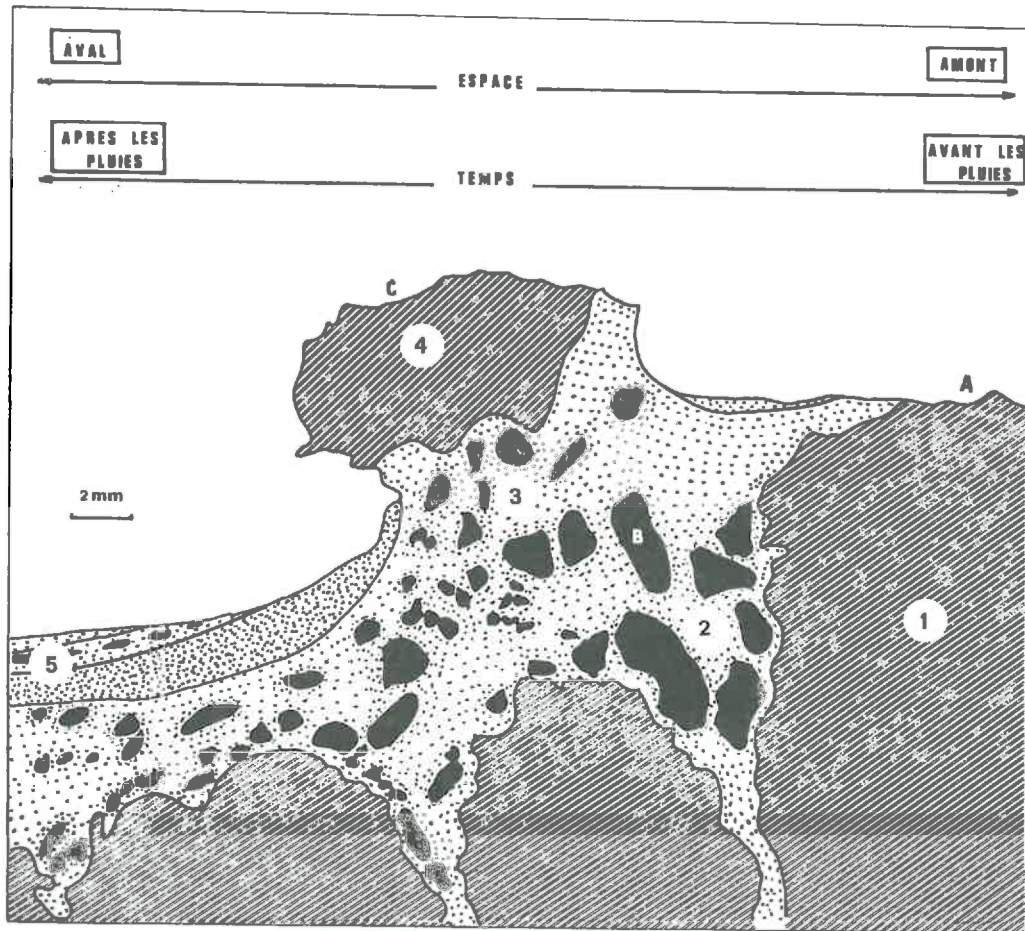 AVAL
AMONT
ESPACE
APRES LES
PLUIES
AVANT LES
PLUIES
TEMPS
C
4
A
3
2 mm
B
2
1
5